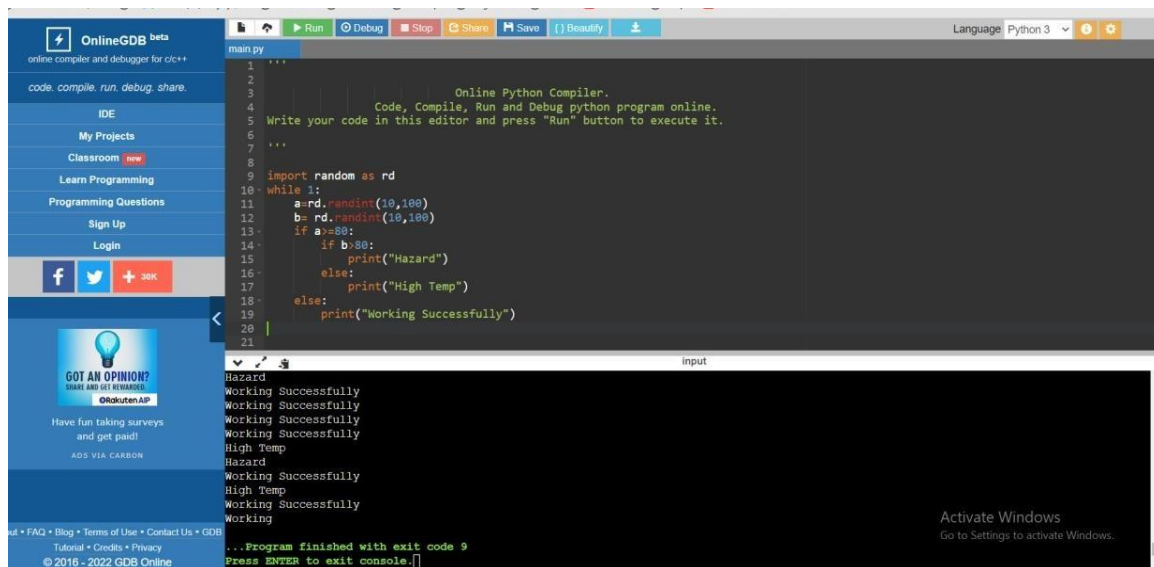 OnlineGDB beta
online compiler and debugger for c/c++
code. compile. run. debug. share.
IDE
My Projects
Classroom new
Learn Programming
Programming Questions
Sign Up
Login
30K
GOT AN OPINION?
SHARE AND GET REWARDED.
Rakuten AIP
Have fun taking surveys
and get paid!
ADS VIA CARBON
• FAQ • Blog • Terms of Use • Contact Us • GDB
Tutorial • Credits • Privacy
© 2016 - 2022 GDB Online
Run Debug Stop Share Save { } Beautify
Language Python 3
main.py
1 '''
2
3 Online Python Compiler.
4 Code, Compile, Run and Debug python program online.
5 Write your code in this editor and press "Run" button to execute it.
6
7 '''
8
9 import random as rd
10 while 1:
11 a=rd.randint(10,100)
12 b= rd.randint(10,100)
13 if a>=80:
14 if b>80:
15 print("Hazard")
16 else:
17 print("High Temp")
18 else:
19 print("Working Successfully")
20
21
input
Hazard
Working Successfully
Working Successfully
Working Successfully
Working Successfully
High Temp
Hazard
Working Successfully
High Temp
Working Successfully
Working
...Program finished with exit code 9
Press ENTER to exit console.
Activate Windows
Go to Settings to activate Windows.